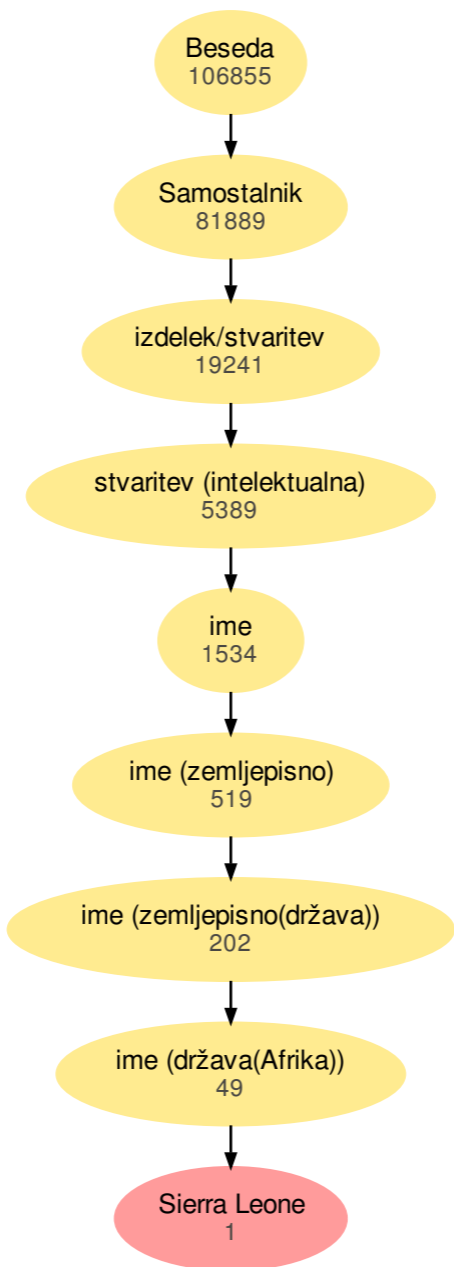 Beseda
106855
Samostalnik
81889
izdelek/stvaritev
19241
stvaritev (intelektualna)
5389
ime
1534
ime (zemljepisno)
519
ime (zemljepisno(država))
202
ime (država(Afrika))
49
Sierra Leone
1